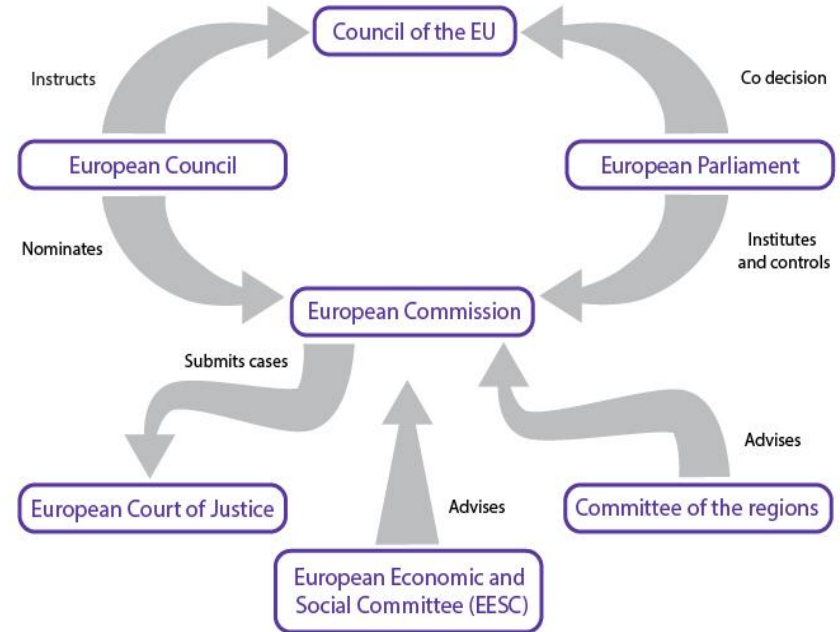 Council of the EU
Instructs
Co decision
European Council
European Parliament
Nominates
Institutes
and controls
European Commission
Submits cases
Advises
European Court of Justice
Advises
Committee of the regions
European Economic and
Social Committee (EESC)